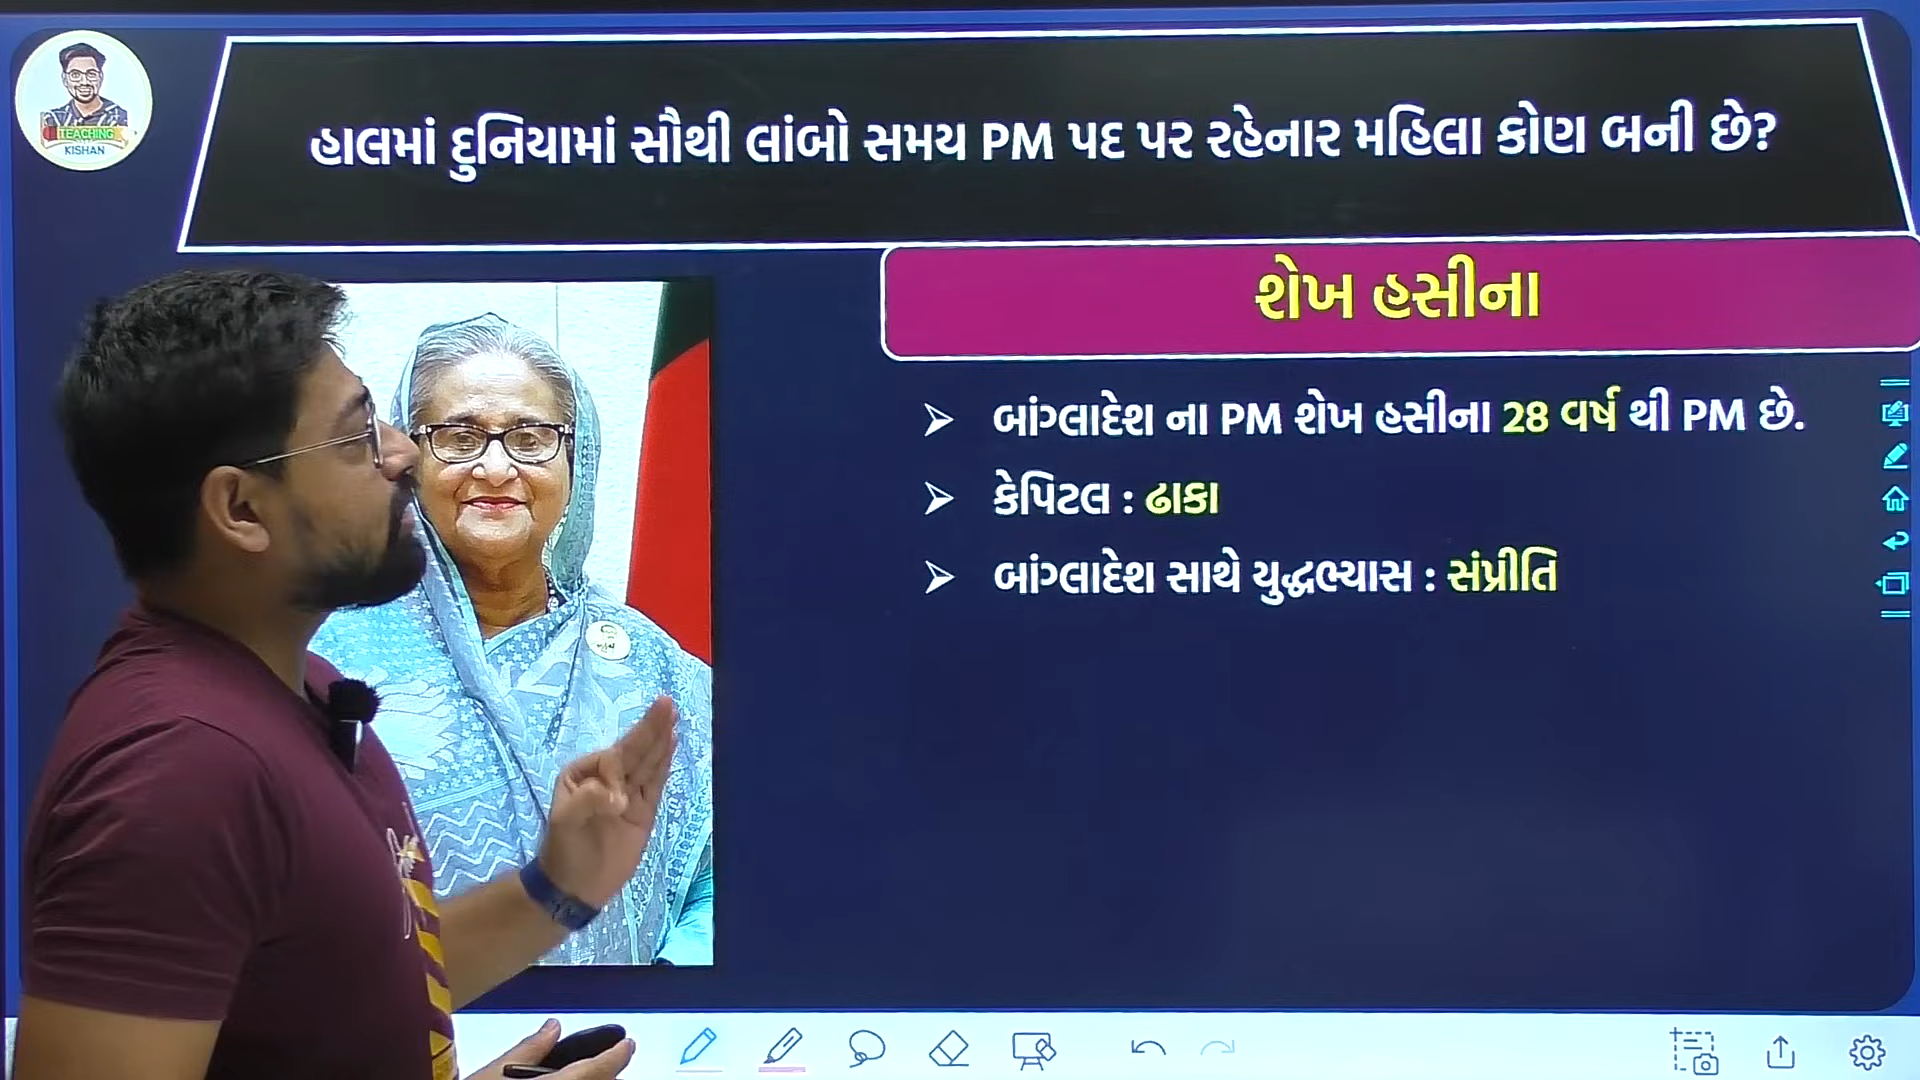 TEACHING
KISHAN
હાલમાં દુનિયામાં સૌથી લાંબો સમય PM પદ પર રહેનાર મહિલા કોણ બની છે?
શેખ હસીના
➢ બાંગ્લાદેશ ના PM શેખ હસીના 28 વર્ષ થી PM છે.
➢ કેપિટલ : ઢાકા
➢ બાંગ્લાદેશ સાથે યુદ્ધભ્યાસ : સંપ્રીતિ